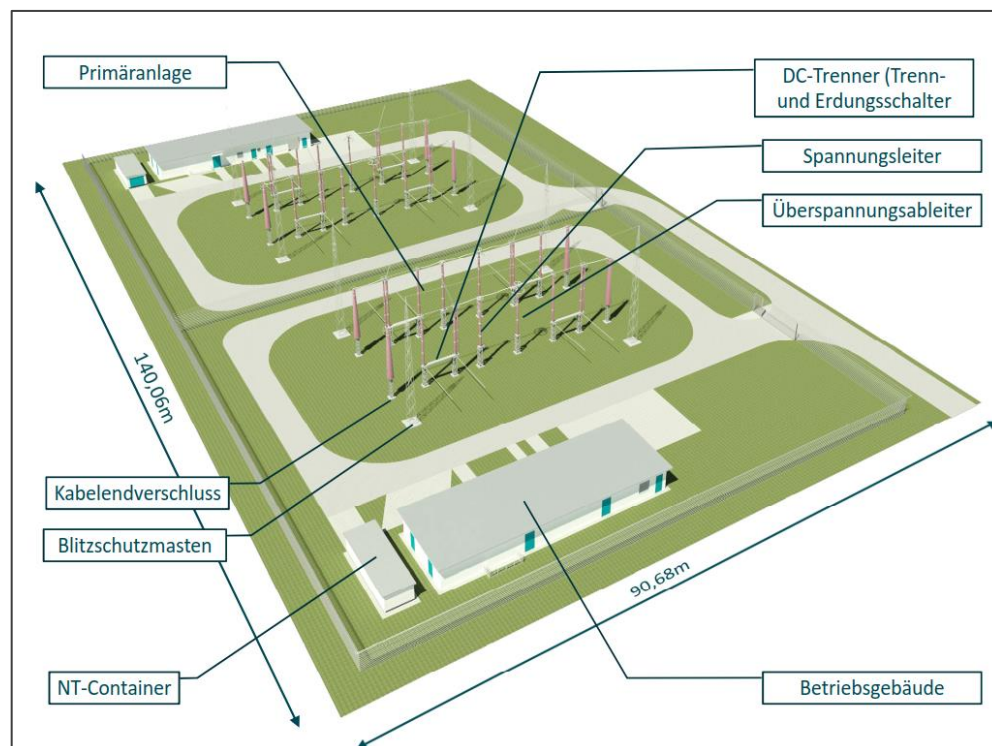 Primäranlage
DC-Trenner (Trenn-
und Erdungsschalter
Spannungsleiter
Überspannungsableiter
140,06m
Kabelendverschluss
Blitzschutzmasten
90,68m
NT-Container
Betriebsgebäude